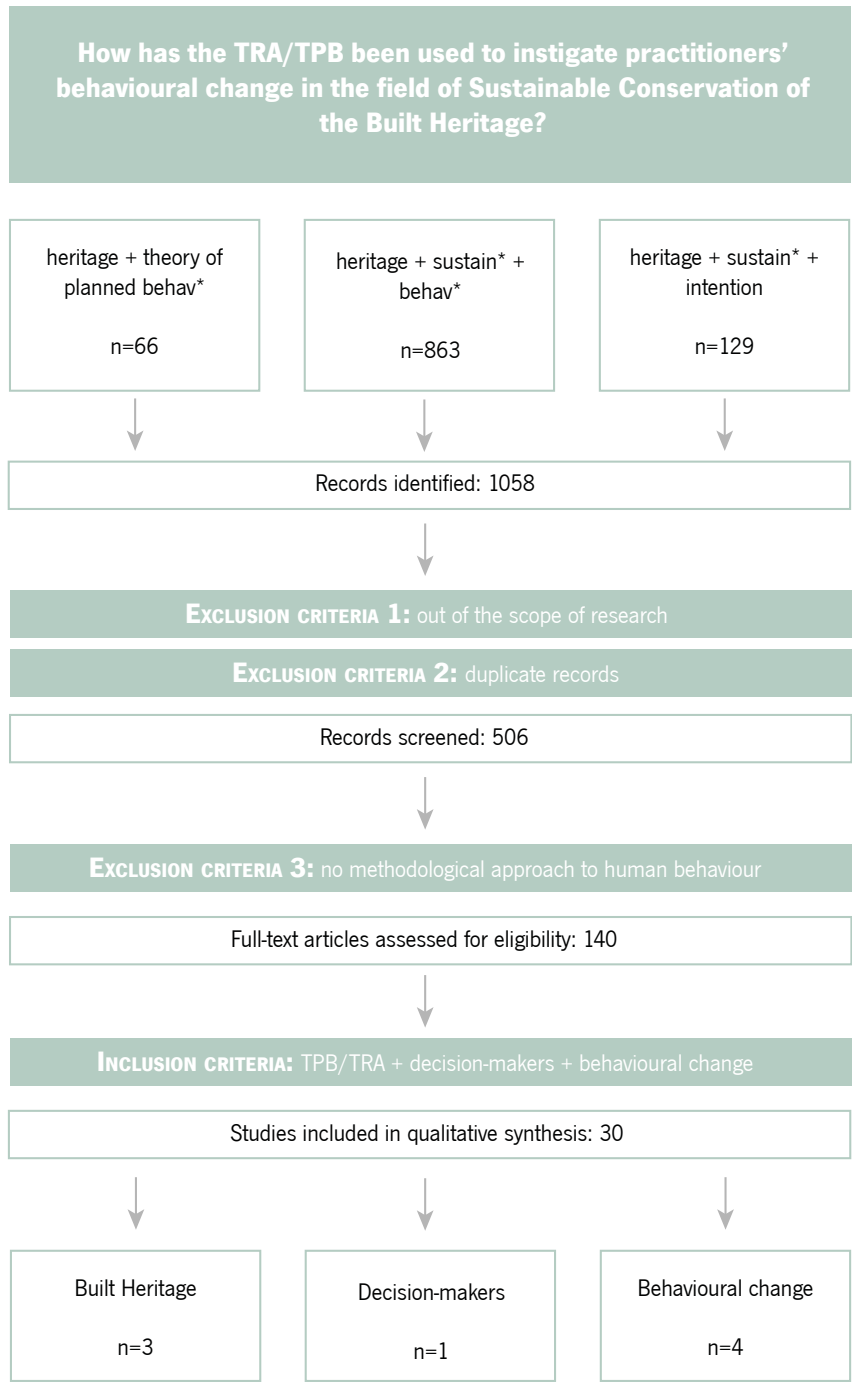 How has the TRA/TPB been used to instigate practitioners’
behavioural change in the field of Sustainable Conservation of
the Built Heritage?
heritage + theory of
planned behav*
n=66
heritage + sustain* +
behav*
n=863
heritage + sustain* +
intention
n=129
Records identified: 1058
Exclusion criteria 1: out of the scope of research
Exclusion criteria 2: duplicate records
Records screened: 506
Exclusion criteria 3: no methodological approach to human behaviour
Full-text articles assessed for eligibility: 140
Inclusion criteria: TPB/TRA + decision-makers + behavioural change
Studies included in qualitative synthesis: 30
Built Heritage
n=3
Decision-makers
n=1
Behavioural change
n=4